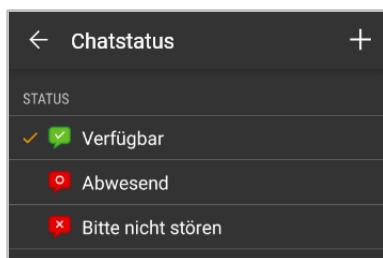 Chatstatus
STATUS
Verfügbar
Abwesend
Bitte nicht stören